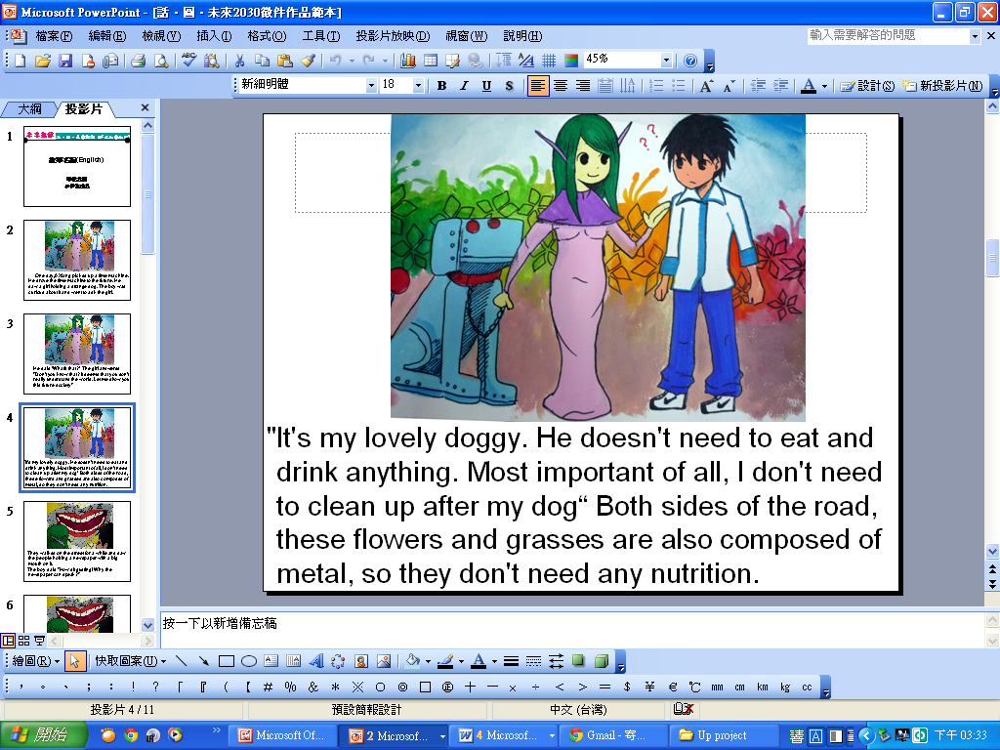 Microsoft PowerPoint - [話‧圖‧未來2030徵件作品範本]
檔案(F) 編輯(E) 檢視(V) 插入(I) 格式(O) 工具(T) 投影片放映(D) 視窗(W) 說明(H)
輸入需要解答的問題
45%
新細明體 18 B I U S A A A 設計(S) 新投影片(N)
大綱 投影片
1
(English)
2
3
4
5
6
? ?
"It's my lovely doggy. He doesn't need to eat and
drink anything. Most important of all, I don't need
to clean up after my dog“ Both sides of the road,
these flowers and grasses are also composed of
metal, so they don't need any nutrition.
按一下以新增備忘稿
繪圖(R) 快取圖案(U)
， 。 、 ； ： ！ ？ 「 『 （ 【 # % & * ※ ○ ◎ □ ㊣ ＋ － × ÷ ＜ ＞ ＝ $ ￥ € ℃ mm cm km kg cc
投影片 4 / 11 預設簡報設計 中文 (台灣)
開始 Microsoft Of... 2 Microsof... 4 Microsof... Gmail - 寄... Up project 下午 03:33